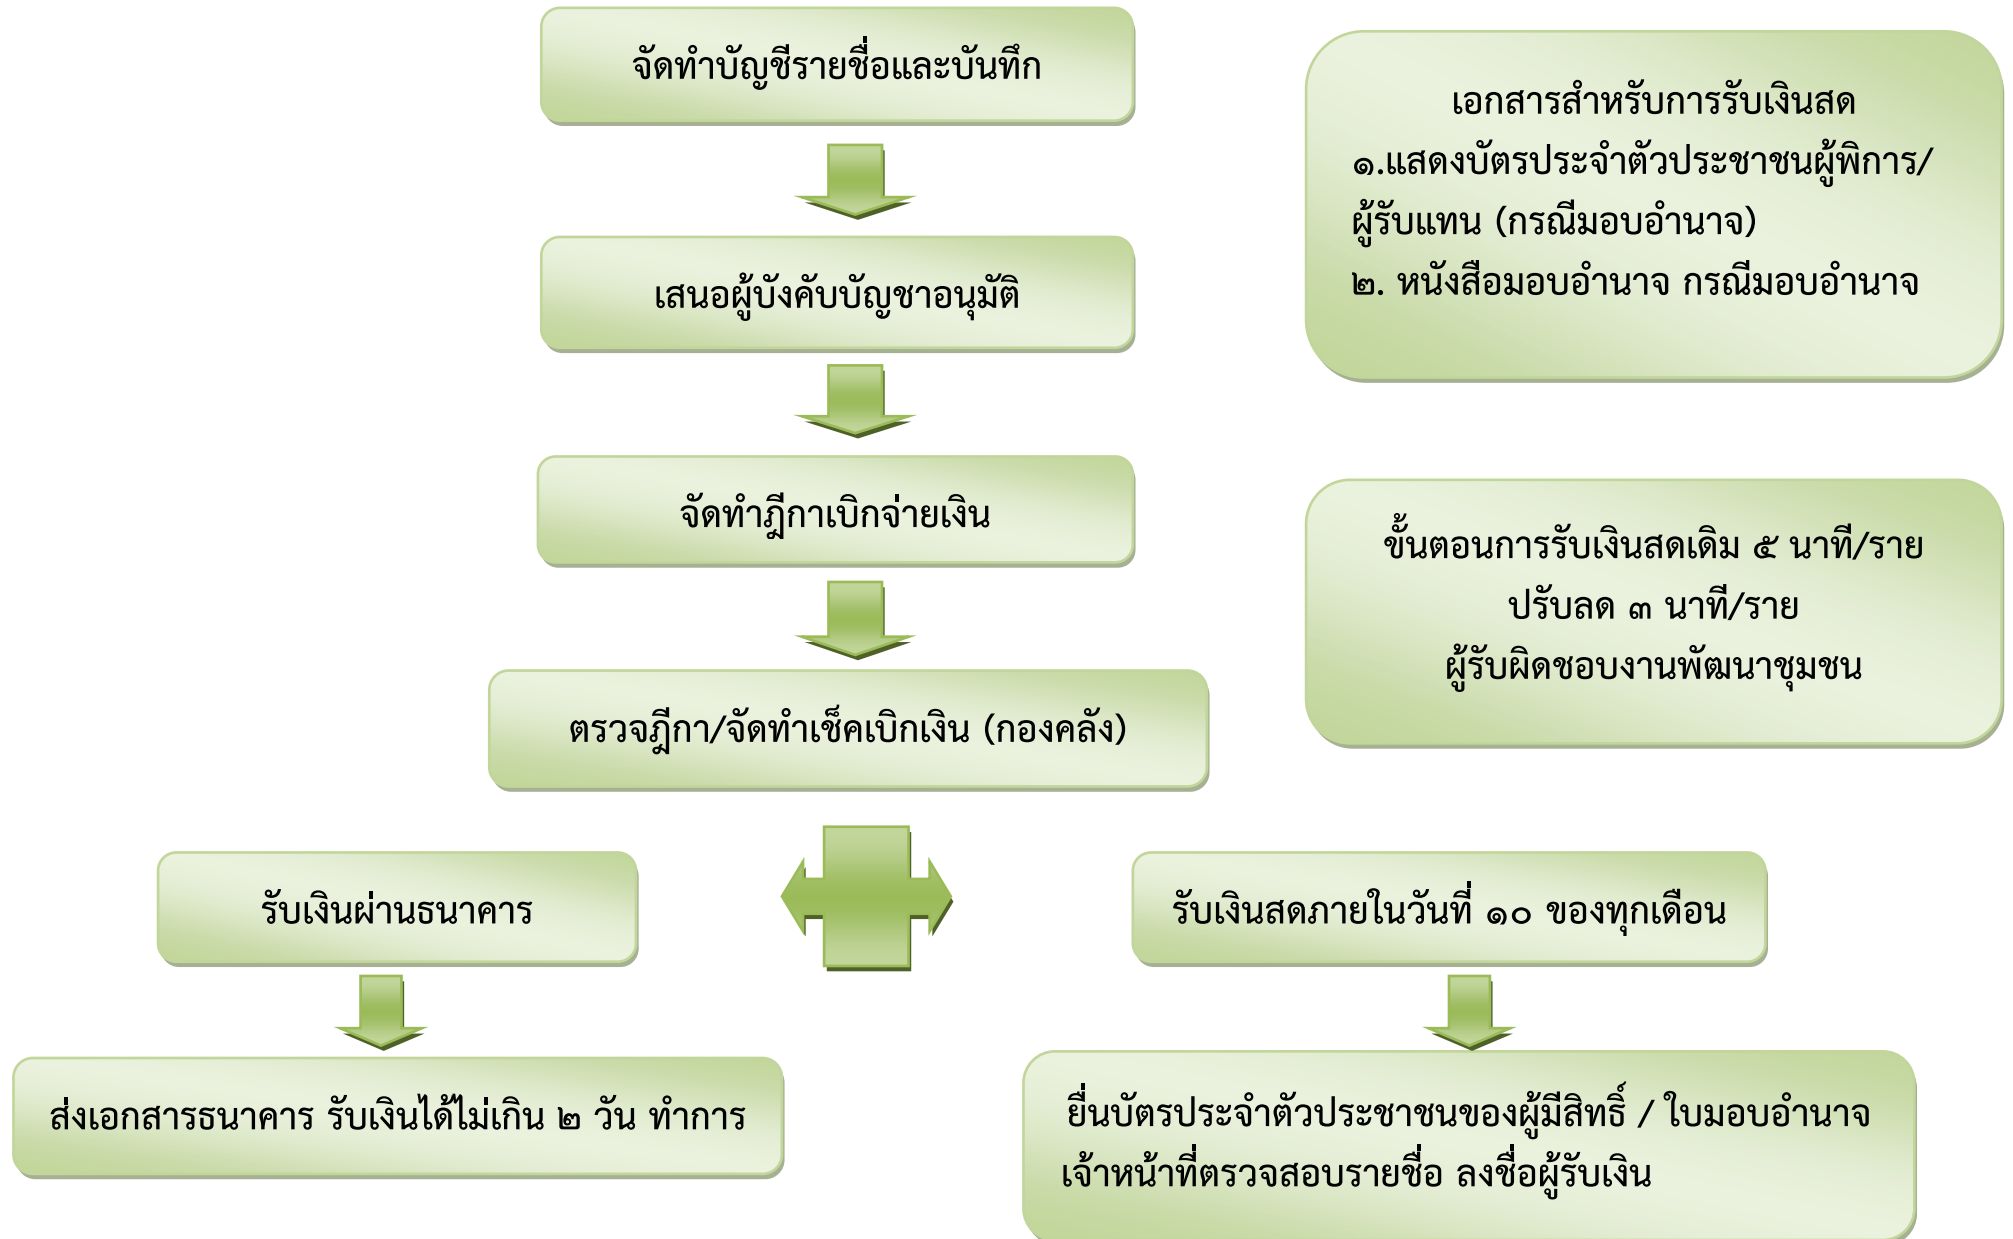 จัดทำบัญชีรายชื่อและบันทึก
เสนอผู้บังคับบัญชาอนุมัติ
จัดทำฎีกาเบิกจ่ายเงิน
ตรวจฎีกา/จัดทำเช็คเบิกเงิน (กองคลัง)
รับเงินผ่านธนาคาร
ส่งเอกสารธนาคาร รับเงินได้ไม่เกิน ๒ วัน ทำการ
รับเงินสดภายในวันที่ ๑๐ ของทุกเดือน
ยื่นบัตรประจำตัวประชาชนของผู้มีสิทธิ์ / ใบมอบอำนาจ
เจ้าหน้าที่ตรวจสอบรายชื่อ ลงชื่อผู้รับเงิน
เอกสารสำหรับการรับเงินสด
๑.แสดงบัตรประจำตัวประชาชนผู้พิการ/
ผู้รับแทน (กรณีมอบอำนาจ)
๒. หนังสือมอบอำนาจ กรณีมอบอำนาจ
ขั้นตอนการรับเงินสดเดิม ๕ นาที/ราย
ปรับลด ๓ นาที/ราย
ผู้รับผิดชอบงานพัฒนาชุมชน